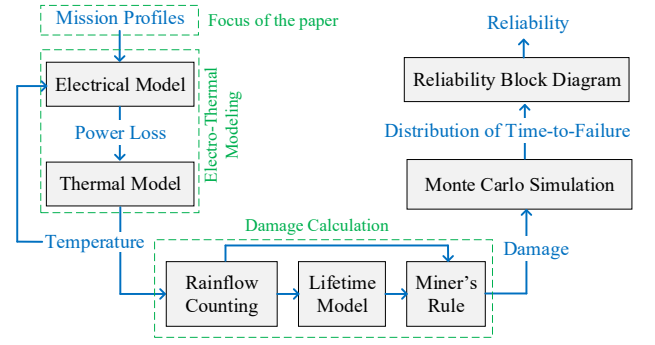 Mission Profiles
Focus of the paper
Electrical Model
Power Loss
Thermal Model
Electro-Thermal
Modeling
Temperature
Damage Calculation
Rainflow
Counting
Lifetime
Model
Miner's
Rule
Damage
Monte Carlo Simulation
Distribution of Time-to-Failure
Reliability Block Diagram
Reliability